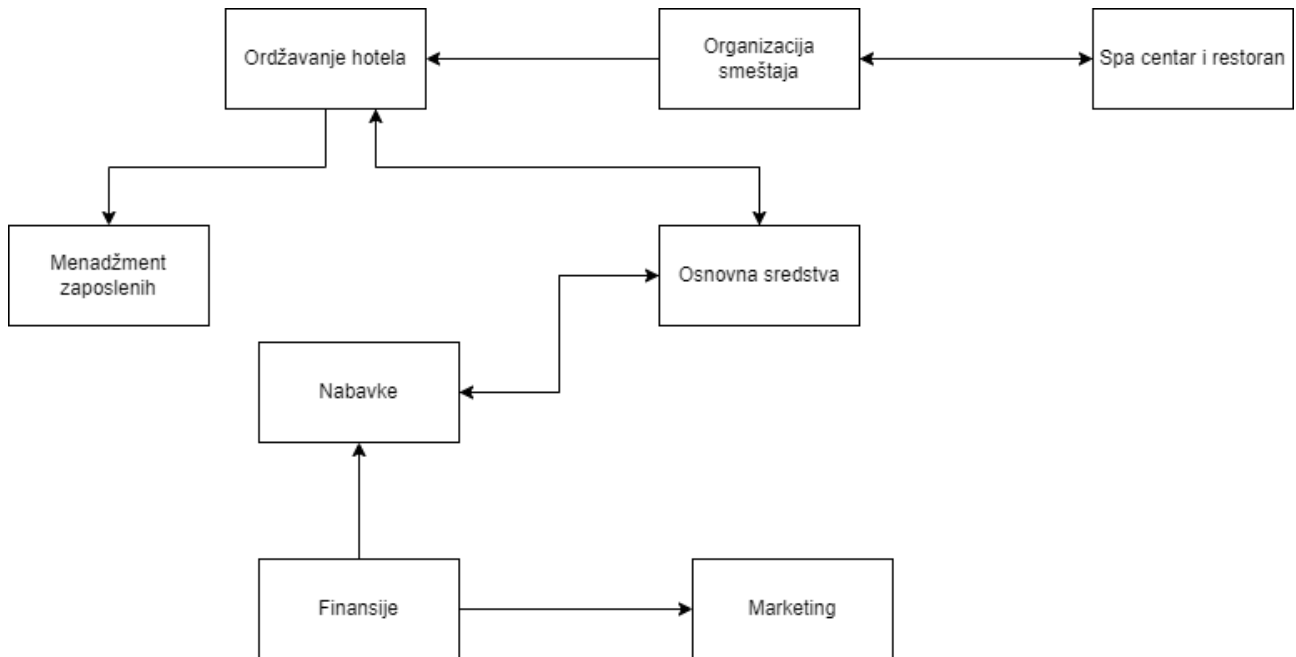 Ordžavanje hotela
Organizacija
smeštaja
Spa centar i restoran
Menadžment
zaposlenih
Osnovna sredstva
Nabavke
Finansije
Marketing